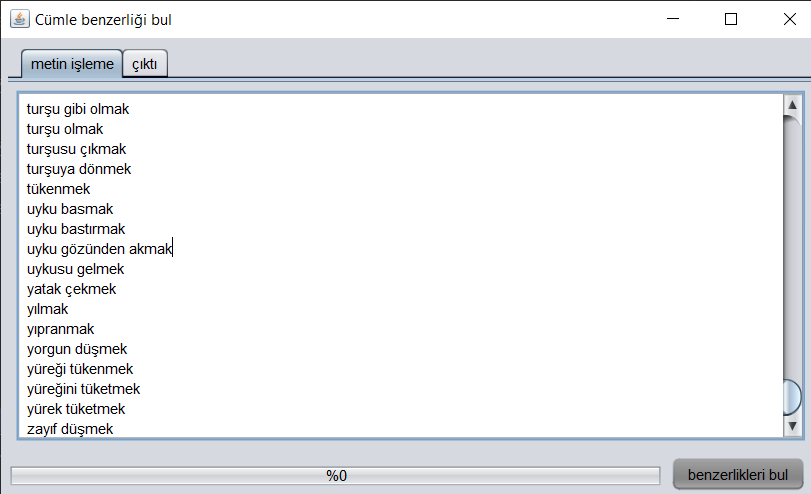 Cümle benzerliği bul
metin işleme çıktı
turşu gibi olmak
turşu olmak
turşusu çıkmak
turşuya dönmek
tükenmek
uyku basmak
uyku bastırmak
uyku gözünden akmak
uykusu gelmek
yatak çekmek
yılmak
yıpranmak
yorgun düşmek
yüreği tükenmek
yüreğini tüketmek
yürek tüketmek
zayıf düşmek
%0 benzerlikleri bul